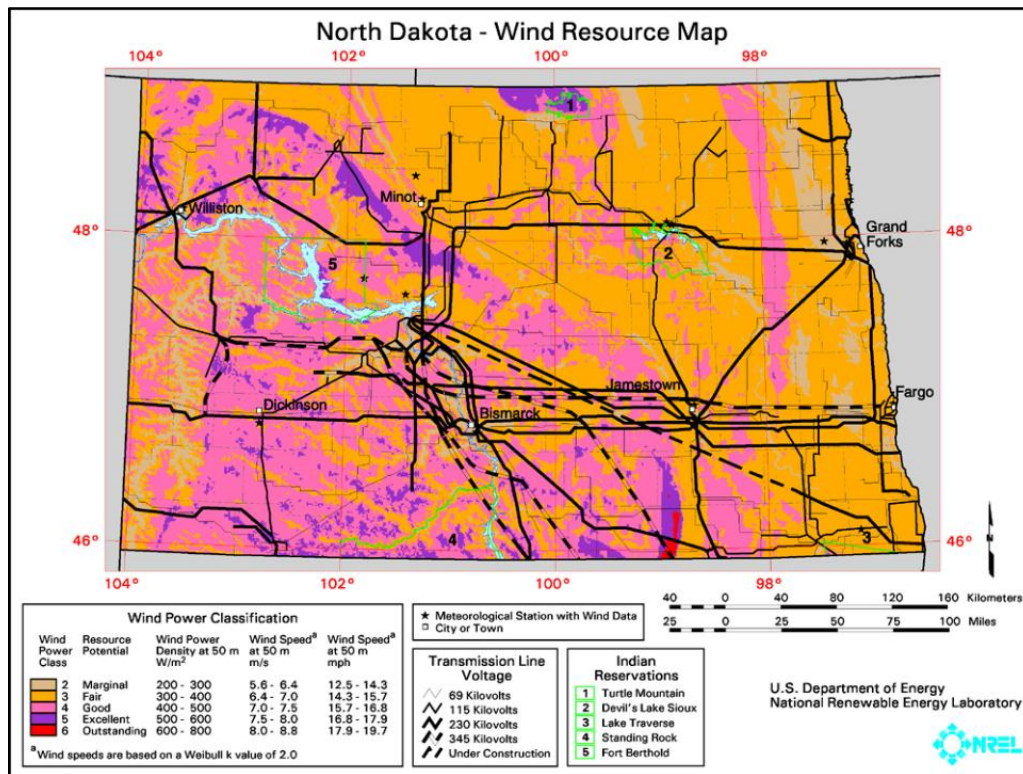 North Dakota - Wind Resource Map
104° 102° 100° 98°
1
Minot
Williston
48° 48°
Grand
Forks
2
5
Jamestown
Fargo
Dickinson
Bismarck
46° 46°
4
3
N
104° 102° 100° 98°
Wind Power Classification
Wind Power Class Resource Potential Wind Power Density at 50 m W/m² Wind Speedᵃ at 50 m m/s Wind Speedᵃ at 50 m mph
2 Marginal 200 - 300 5.6 - 6.4 12.5 - 14.3
3 Fair 300 - 400 6.4 - 7.0 14.3 - 15.7
4 Good 400 - 500 7.0 - 7.5 15.7 - 16.8
5 Excellent 500 - 600 7.5 - 8.0 16.8 - 17.9
6 Outstanding 600 - 800 8.0 - 8.8 17.9 - 19.7
ᵃ Wind speeds are based on a Weibull k value of 2.0
Meteorological Station with Wind Data
City or Town
Transmission Line
Voltage
69 Kilovolts
115 Kilovolts
230 Kilovolts
345 Kilovolts
Under Construction
Indian
Reservations
1 Turtle Mountain
2 Devil's Lake Sioux
3 Lake Traverse
4 Standing Rock
5 Fort Berthold
40 0 40 80 120 160 Kilometers
25 0 25 50 75 100 Miles
U.S. Department of Energy
National Renewable Energy Laboratory
NREL